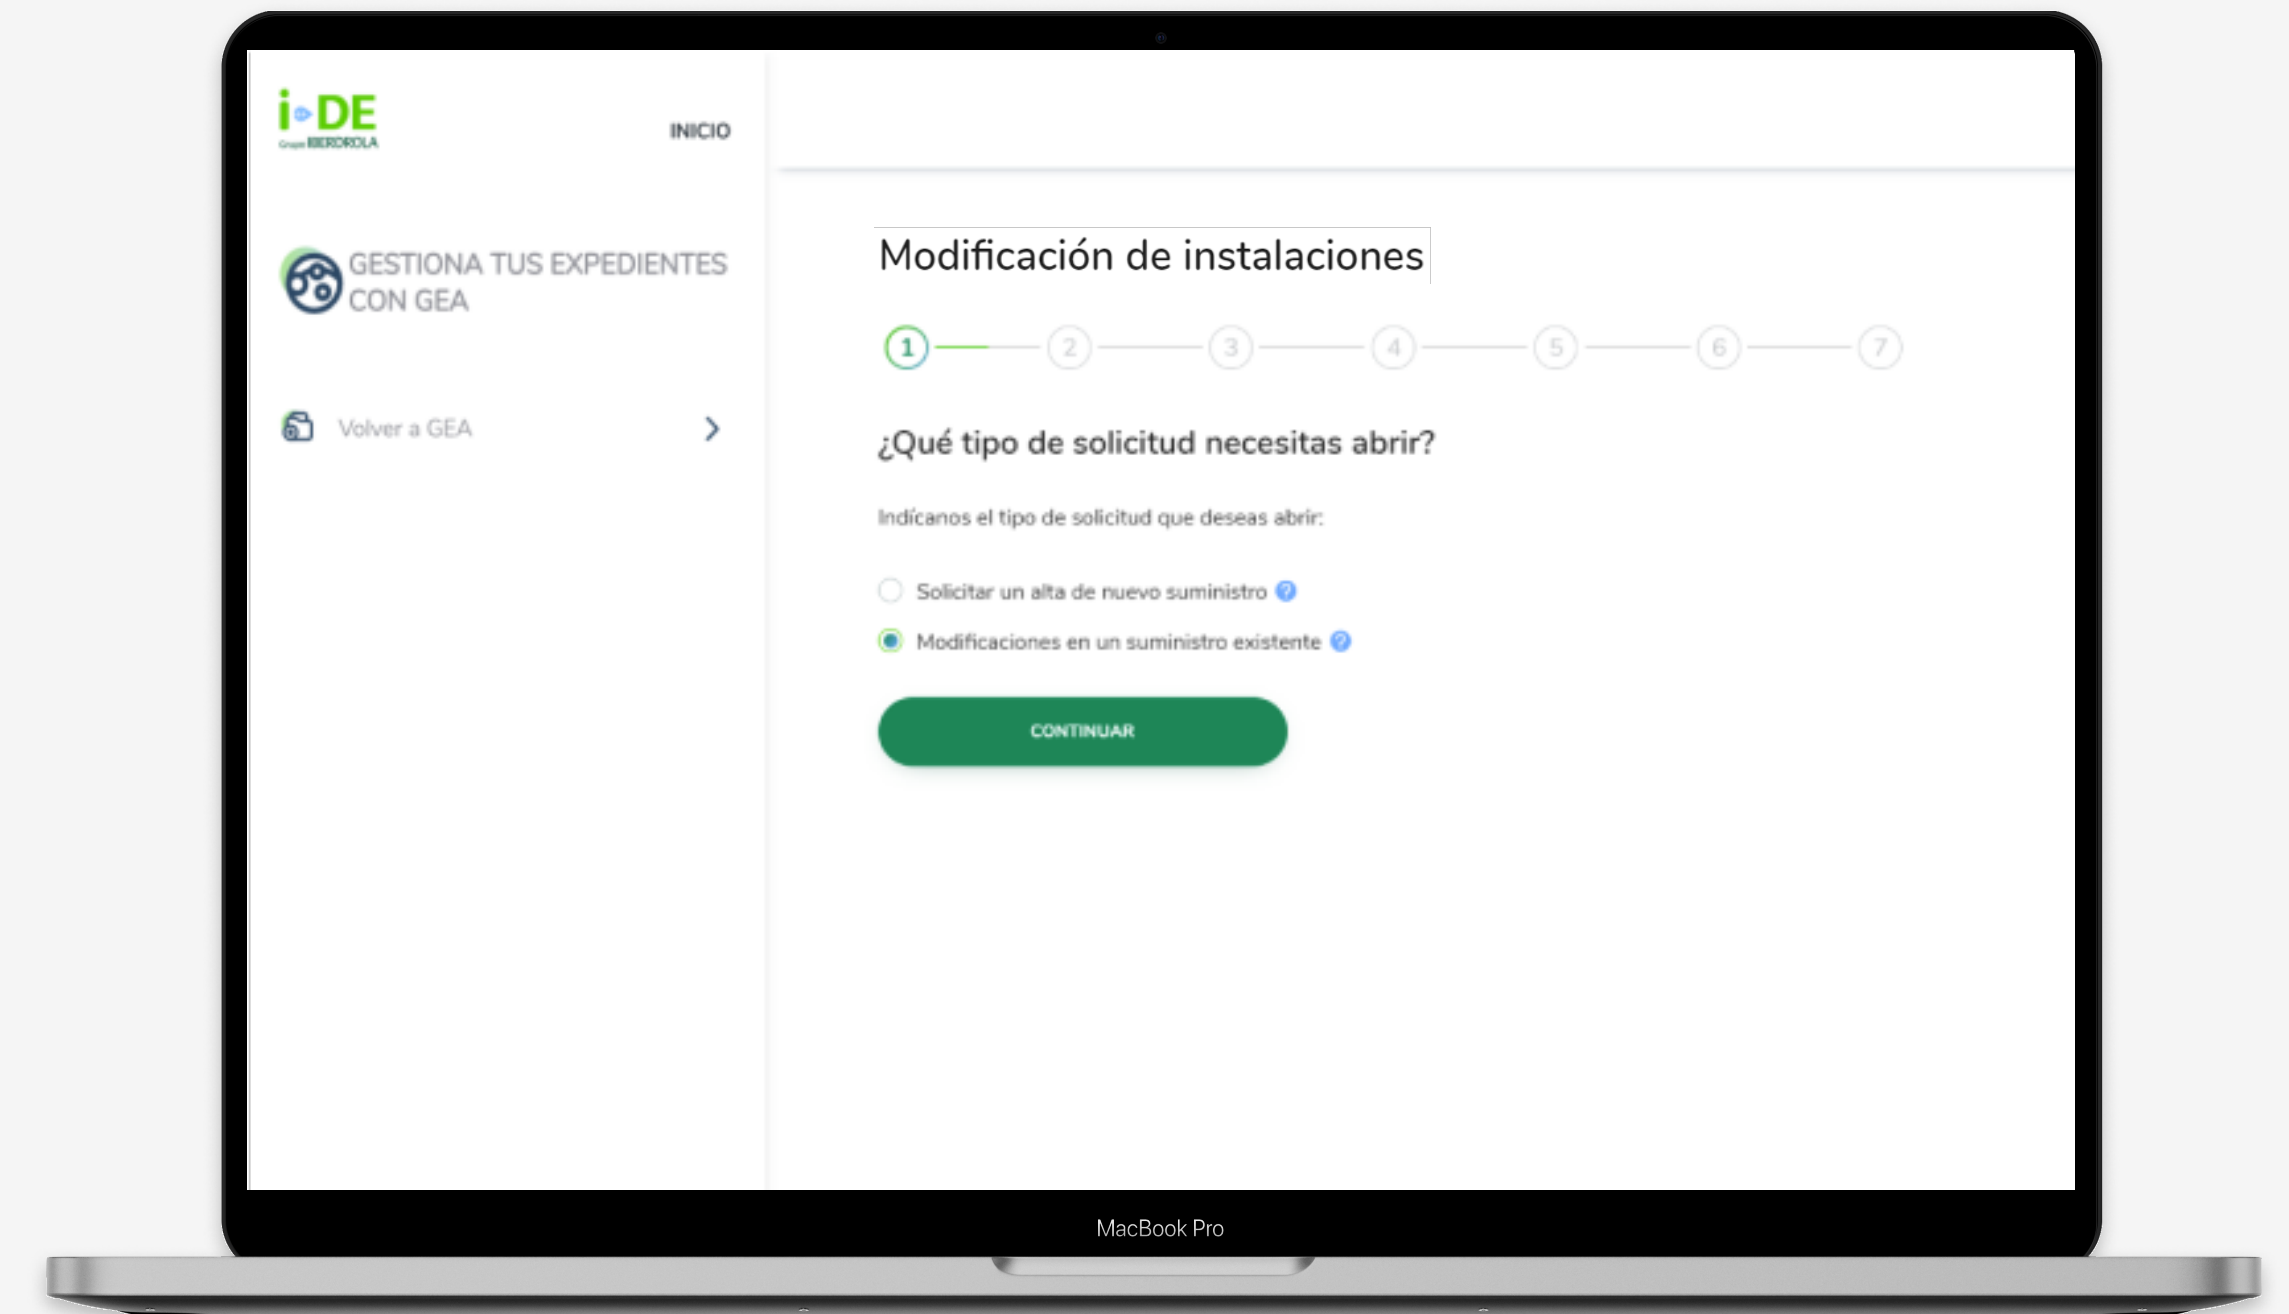 i-DE
Grupo IBERDROLA
INICIO
GESTIONA TUS EXPEDIENTES
CON GEA
Volver a GEA
Modificación de instalaciones
1 2 3 4 5 6 7
¿Qué tipo de solicitud necesitas abrir?
Indícanos el tipo de solicitud que deseas abrir:
Solicitar un alta de nuevo suministro ?
Modificaciones en un suministro existente ?
CONTINUAR
MacBook Pro